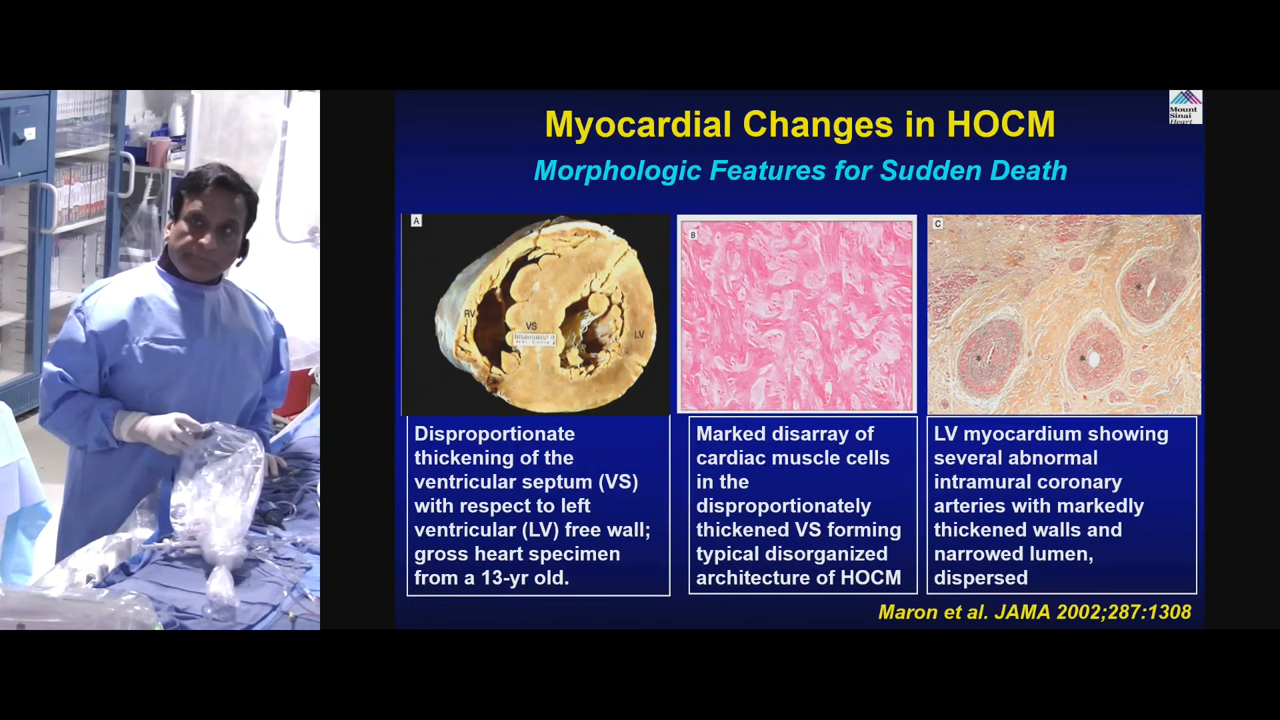 Myocardial Changes in HOCM
Mount
Sinai
Heart
Morphologic Features for Sudden Death
A
RV
VS
LV
B
C
*
*
*
Disproportionate
thickening of the
ventricular septum (VS)
with respect to left
ventricular (LV) free wall;
gross heart specimen
from a 13-yr old.
Marked disarray of
cardiac muscle cells
in the
disproportionately
thickened VS forming
typical disorganized
architecture of HOCM
LV myocardium showing
several abnormal
intramural coronary
arteries with markedly
thickened walls and
narrowed lumen,
dispersed
Maron et al. JAMA 2002;287:1308